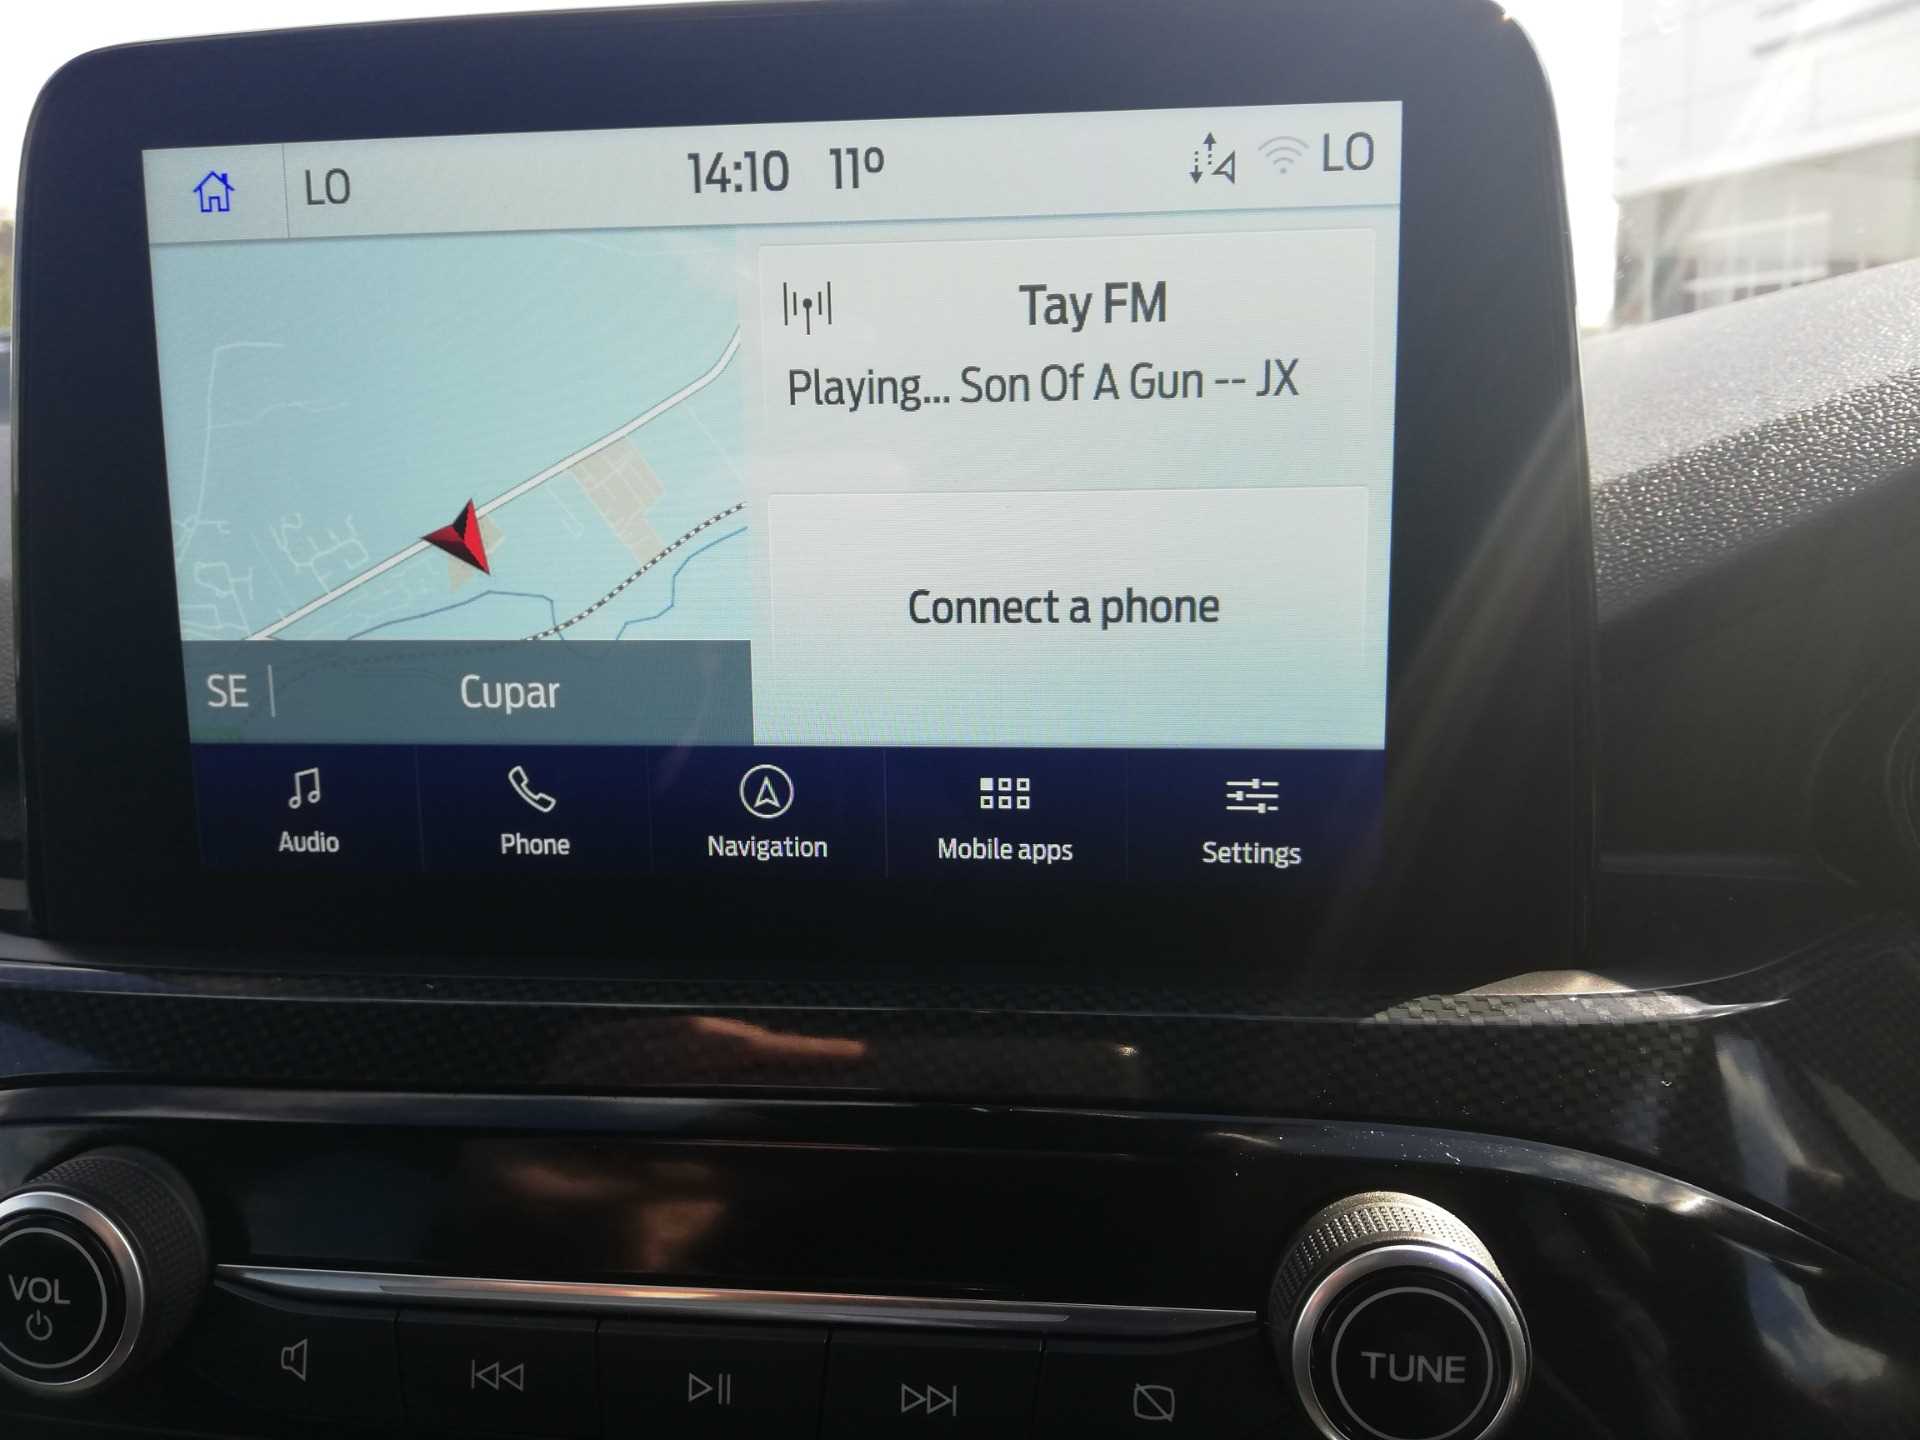 LO
14:10 11°
LO
Tay FM
Playing... Son Of A Gun -- JX
Connect a phone
SE
Cupar
Audio
Phone
Navigation
Mobile apps
Settings
VOL
TUNE